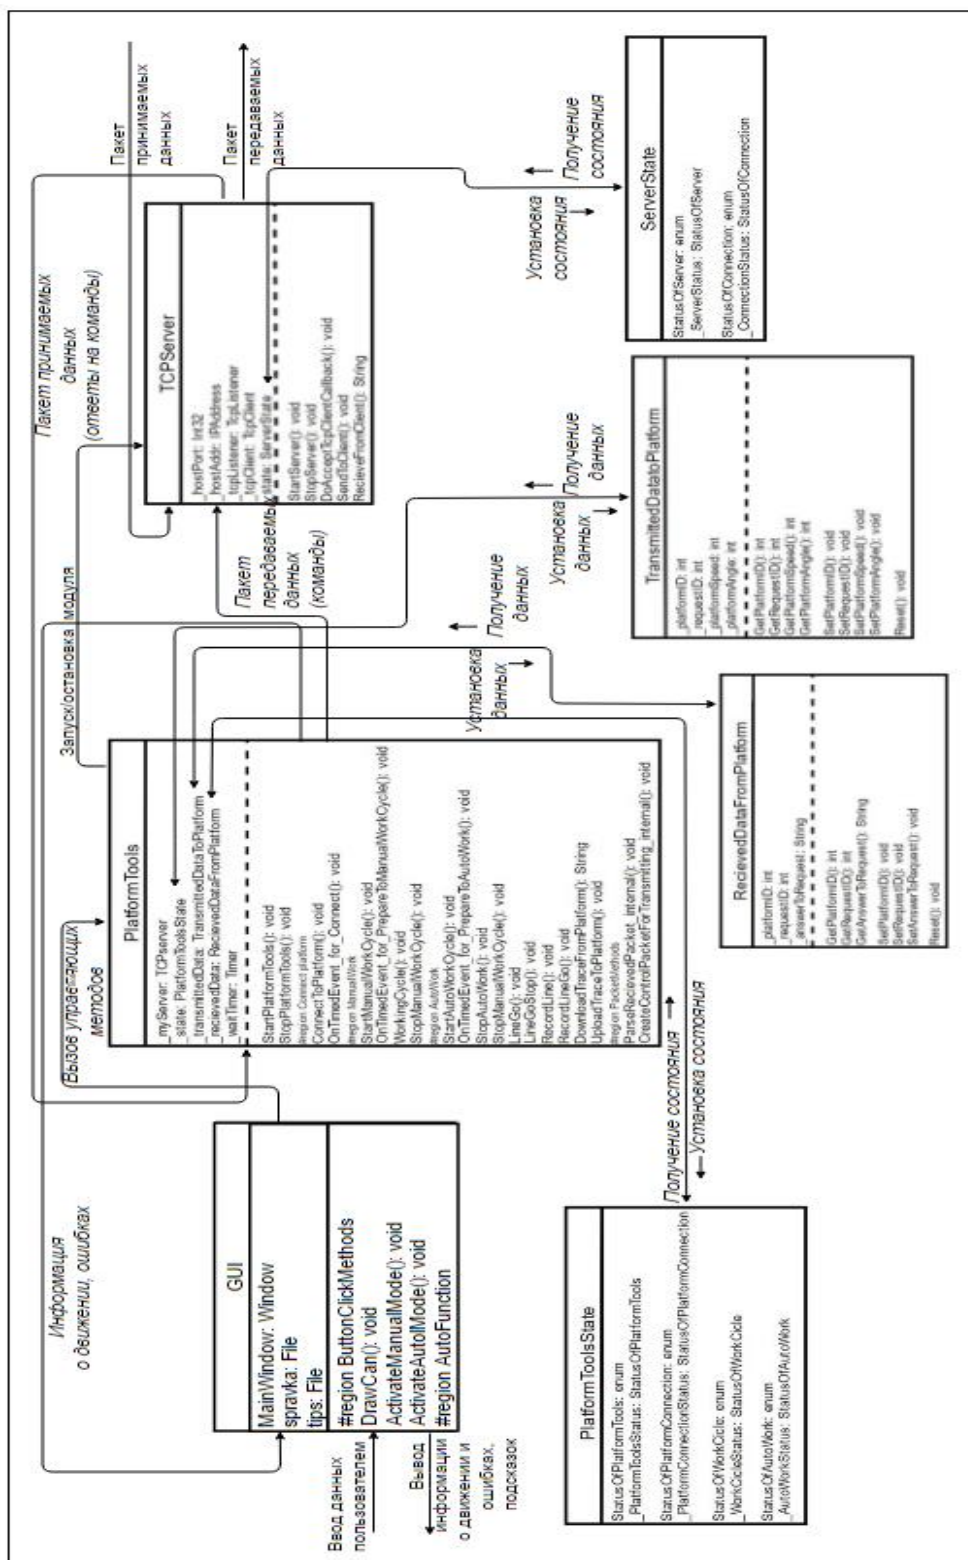 Информация
о движении, ошибках
GUI
MainWindow: Window
spravka: File
tips: File
#region ButtonClickMethods
DrawCan(): void
ActivateManualMode(): void
ActivateAutoIMode(): void
#region AutoFunction
Ввод данных
пользователем
Вывод
информации
о движении и
ошибках,
подсказок
Вызов управляющих
методов
Запуск/остановка модуля
PlatformTools
_myServer: TCPserver
_state: PlatformToolsState
_transmittedData: TransmittedDataToPlatform
_recievedData: RecievedDataFromPlatform
_waitTimer: Timer
StartPlatformTools(): void
StopPlatformTools(): void
#region Connect platform
ConnectToPlatform(): void
OnTimedEvent_for_Connect(): void
#region ManualWork
StartManualWorkCycle(): void
OnTimedEvent_for_PrepareToManualWorkCycle(): void
WorkingCycle(): void
StopManualWorkCycle(): void
#region AutoWork
StartAutoWorkCycle(): void
OnTimedEvent_for_PrepareToAutoWork(): void
StopAutoWork(): void
StopManualWorkCycle(): void
LineGo(): void
LineGoStop(): void
RecordLine(): void
RecordLineGo(): void
DownloadTraceFromPlatform(): String
UploadTraceToPlatform(): void
#region PacketMethods
ParseRecievedPacket_internal(): void
CreateControlPacketForTransmitting_internal(): void
Пакет принимаемых
данных
(ответы на команды)
Пакет
принимаемых
данных
Пакет
передаваемых
данных
TCPServer
_hostPort: Int32
_hostAddr: IPAddress
_tcpListener: TcpListener
_tcpClient: TcpClient
_state: ServerState
StartServer(): void
StopServer(): void
DoAcceptTcpClientCallback(): void
SendToClient(): void
RecieveFromClient(): String
Пакет
передаваемых
данных
(команды)
Получение
состояния
Установка
состояния
Получение
данных
Установка
данных
Получение
данных
Установка
данных
Получение состояния
Установка состояния
PlatformToolsState
StatusOfPlatformTools: enum
_PlatformToolsStatus: StatusOfPlatformTools
StatusOfPlatformConnection: enum
_PlatformConnectionStatus: StatusOfPlatformConnection
StatusOfWorkCicle: enum
_WorkCicleStatus: StatusOfWorkCicle
StatusOfAutoWork: enum
_AutoWorkStatus: StatusOfAutoWork
RecievedDataFromPlatform
_platformID: int
_requestID: int
_answerToRequest: String
GetPlatformID(): int
GetRequestID(): int
GetAnswerToRequest(): String
SetPlatformID(): void
SetRequestID(): void
SetAnswerToRequest(): void
Reset(): void
TransmittedDatatoPlatform
_platformID: int
_requestID: int
_platformSpeed: int
_platformAngle: int
GetPlatformID(): int
GetRequestID(): int
GetPlatformSpeed(): int
GetPlatformAngle(): int
SetPlatformID(): void
SetRequestID(): void
SetPlatformSpeed(): void
SetPlatformAngle(): void
Reset(): void
ServerState
StatusOfServer: enum
_ServerStatus: StatusOfServer
StatusOfConnection: enum
_ConnectionStatus: StatusOfConnection